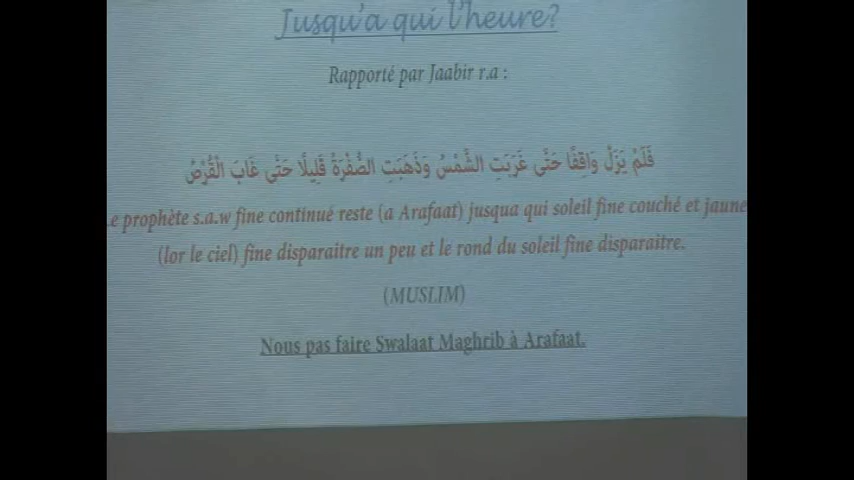 Jusqu'a qui l'heure?
Rapporté par Jaabir r.a :
فَلَمْ يَزَلْ وَاقِفًا حَتَّى غَرَبَتِ الشَّمْسُ وَذَهَبَتِ الصُّفْرَةُ قَلِيلًا حَتَّى غَابَ الْقُرْصُ
e prophète s.a.w fine continué reste (a Arafaat) jusqua qui soleil fine couché et jaune
(lor le ciel) fine disparaitre un peu et le rond du soleil fine disparaitre.
(MUSLIM)
Nous pas faire Swalaat Maghrib à Arafaat.